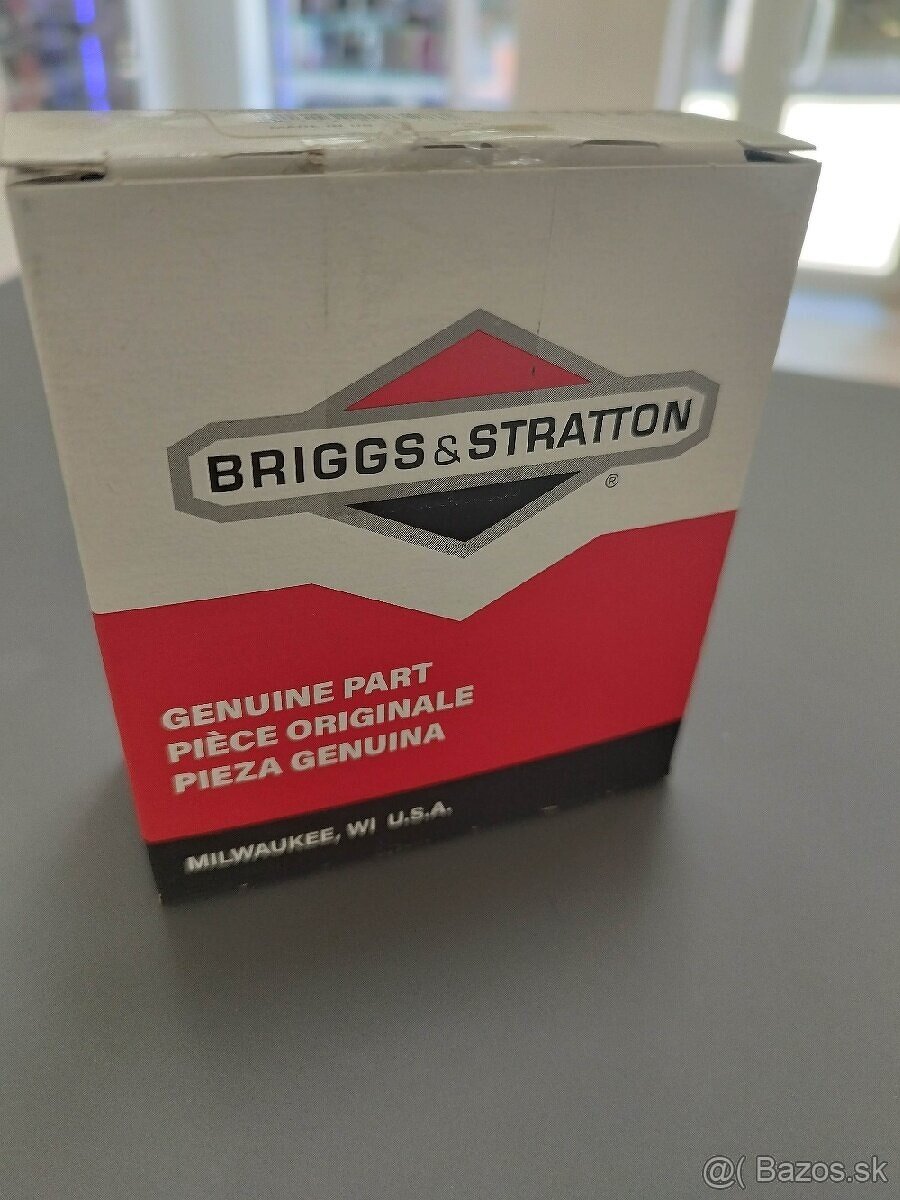 BRIGGS & STRATTON
®
GENUINE PART
PIÈCE ORIGINALE
PIEZA GENUINA
MILWAUKEE, WI U.S.A.
@( Bazos.sk